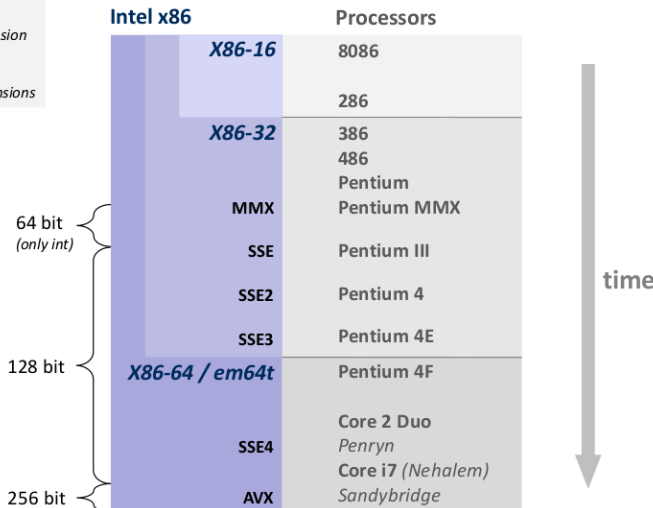 Intel x86
Processors
sion
nsions
X86-16
8086
286
X86-32
386
486
Pentium
MMX
Pentium MMX
64 bit
(only int)
SSE
Pentium III
time
SSE2
Pentium 4
SSE3
Pentium 4E
128 bit
X86-64 / em64t
Pentium 4F
Core 2 Duo
SSE4
Penryn
Core i7 (Nehalem)
256 bit
AVX
Sandybridge